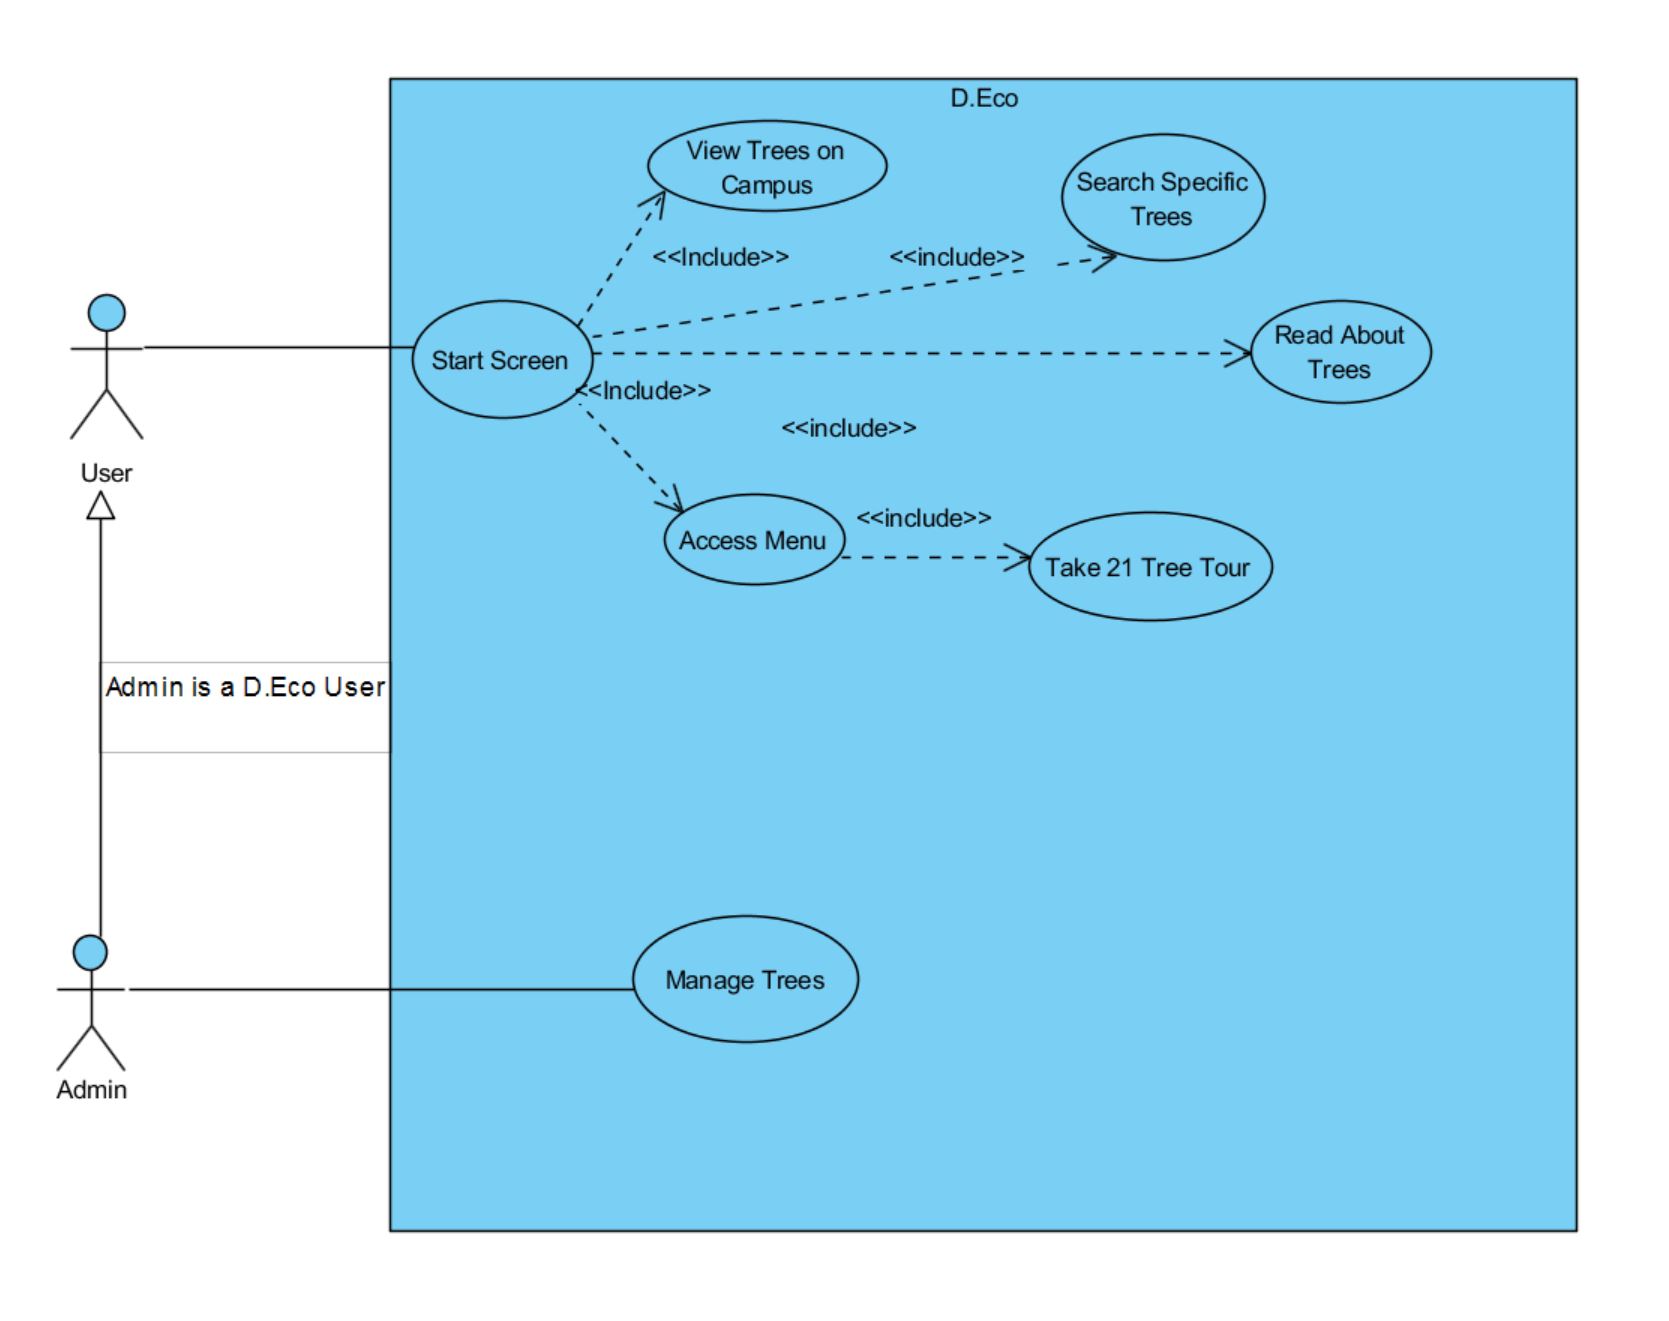 D.Eco
View Trees on
Campus
Search Specific
Trees
<<Include>>
<<include>>
Read About
Trees
Start Screen
<<Include>>
<<include>>
User
<<include>>
Access Menu
Take 21 Tree Tour
Admin is a D.Eco User
Manage Trees
Admin